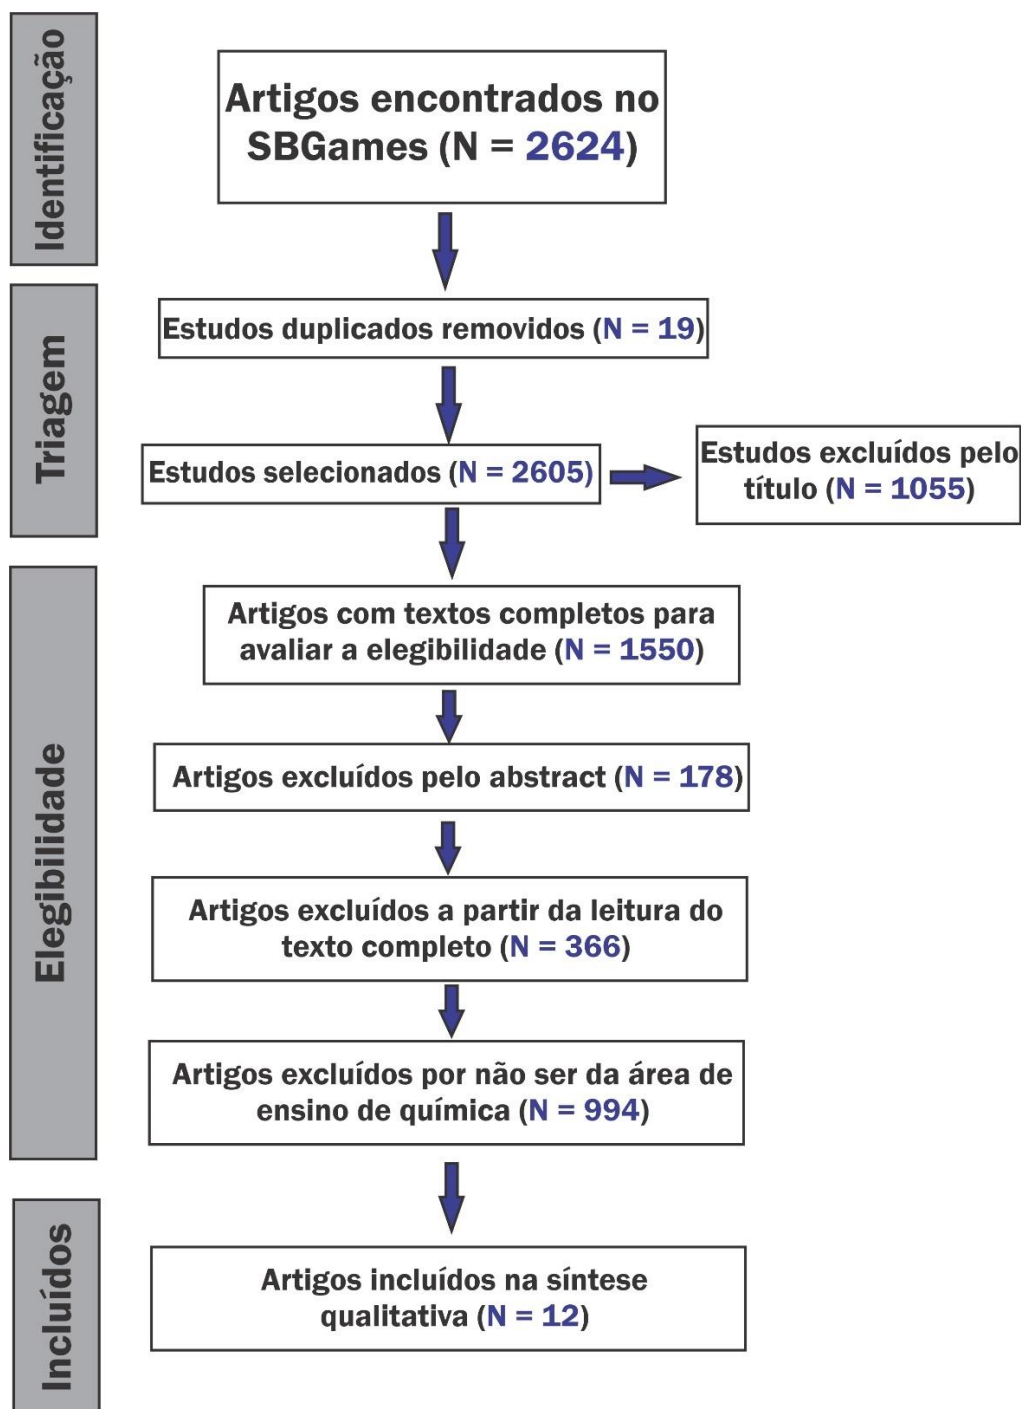 Identificação
Artigos encontrados no
SBGames (N = 2624)
Triagem
Estudos duplicados removidos (N = 19)
Estudos selecionados (N = 2605)
Estudos excluídos pelo
título (N = 1055)
Elegibilidade
Artigos com textos completos para
avaliar a elegibilidade (N = 1550)
Artigos excluídos pelo abstract (N = 178)
Artigos excluídos a partir da leitura do
texto completo (N = 366)
Artigos excluídos por não ser da área de
ensino de química (N = 994)
Incluídos
Artigos incluídos na síntese
qualitativa (N = 12)